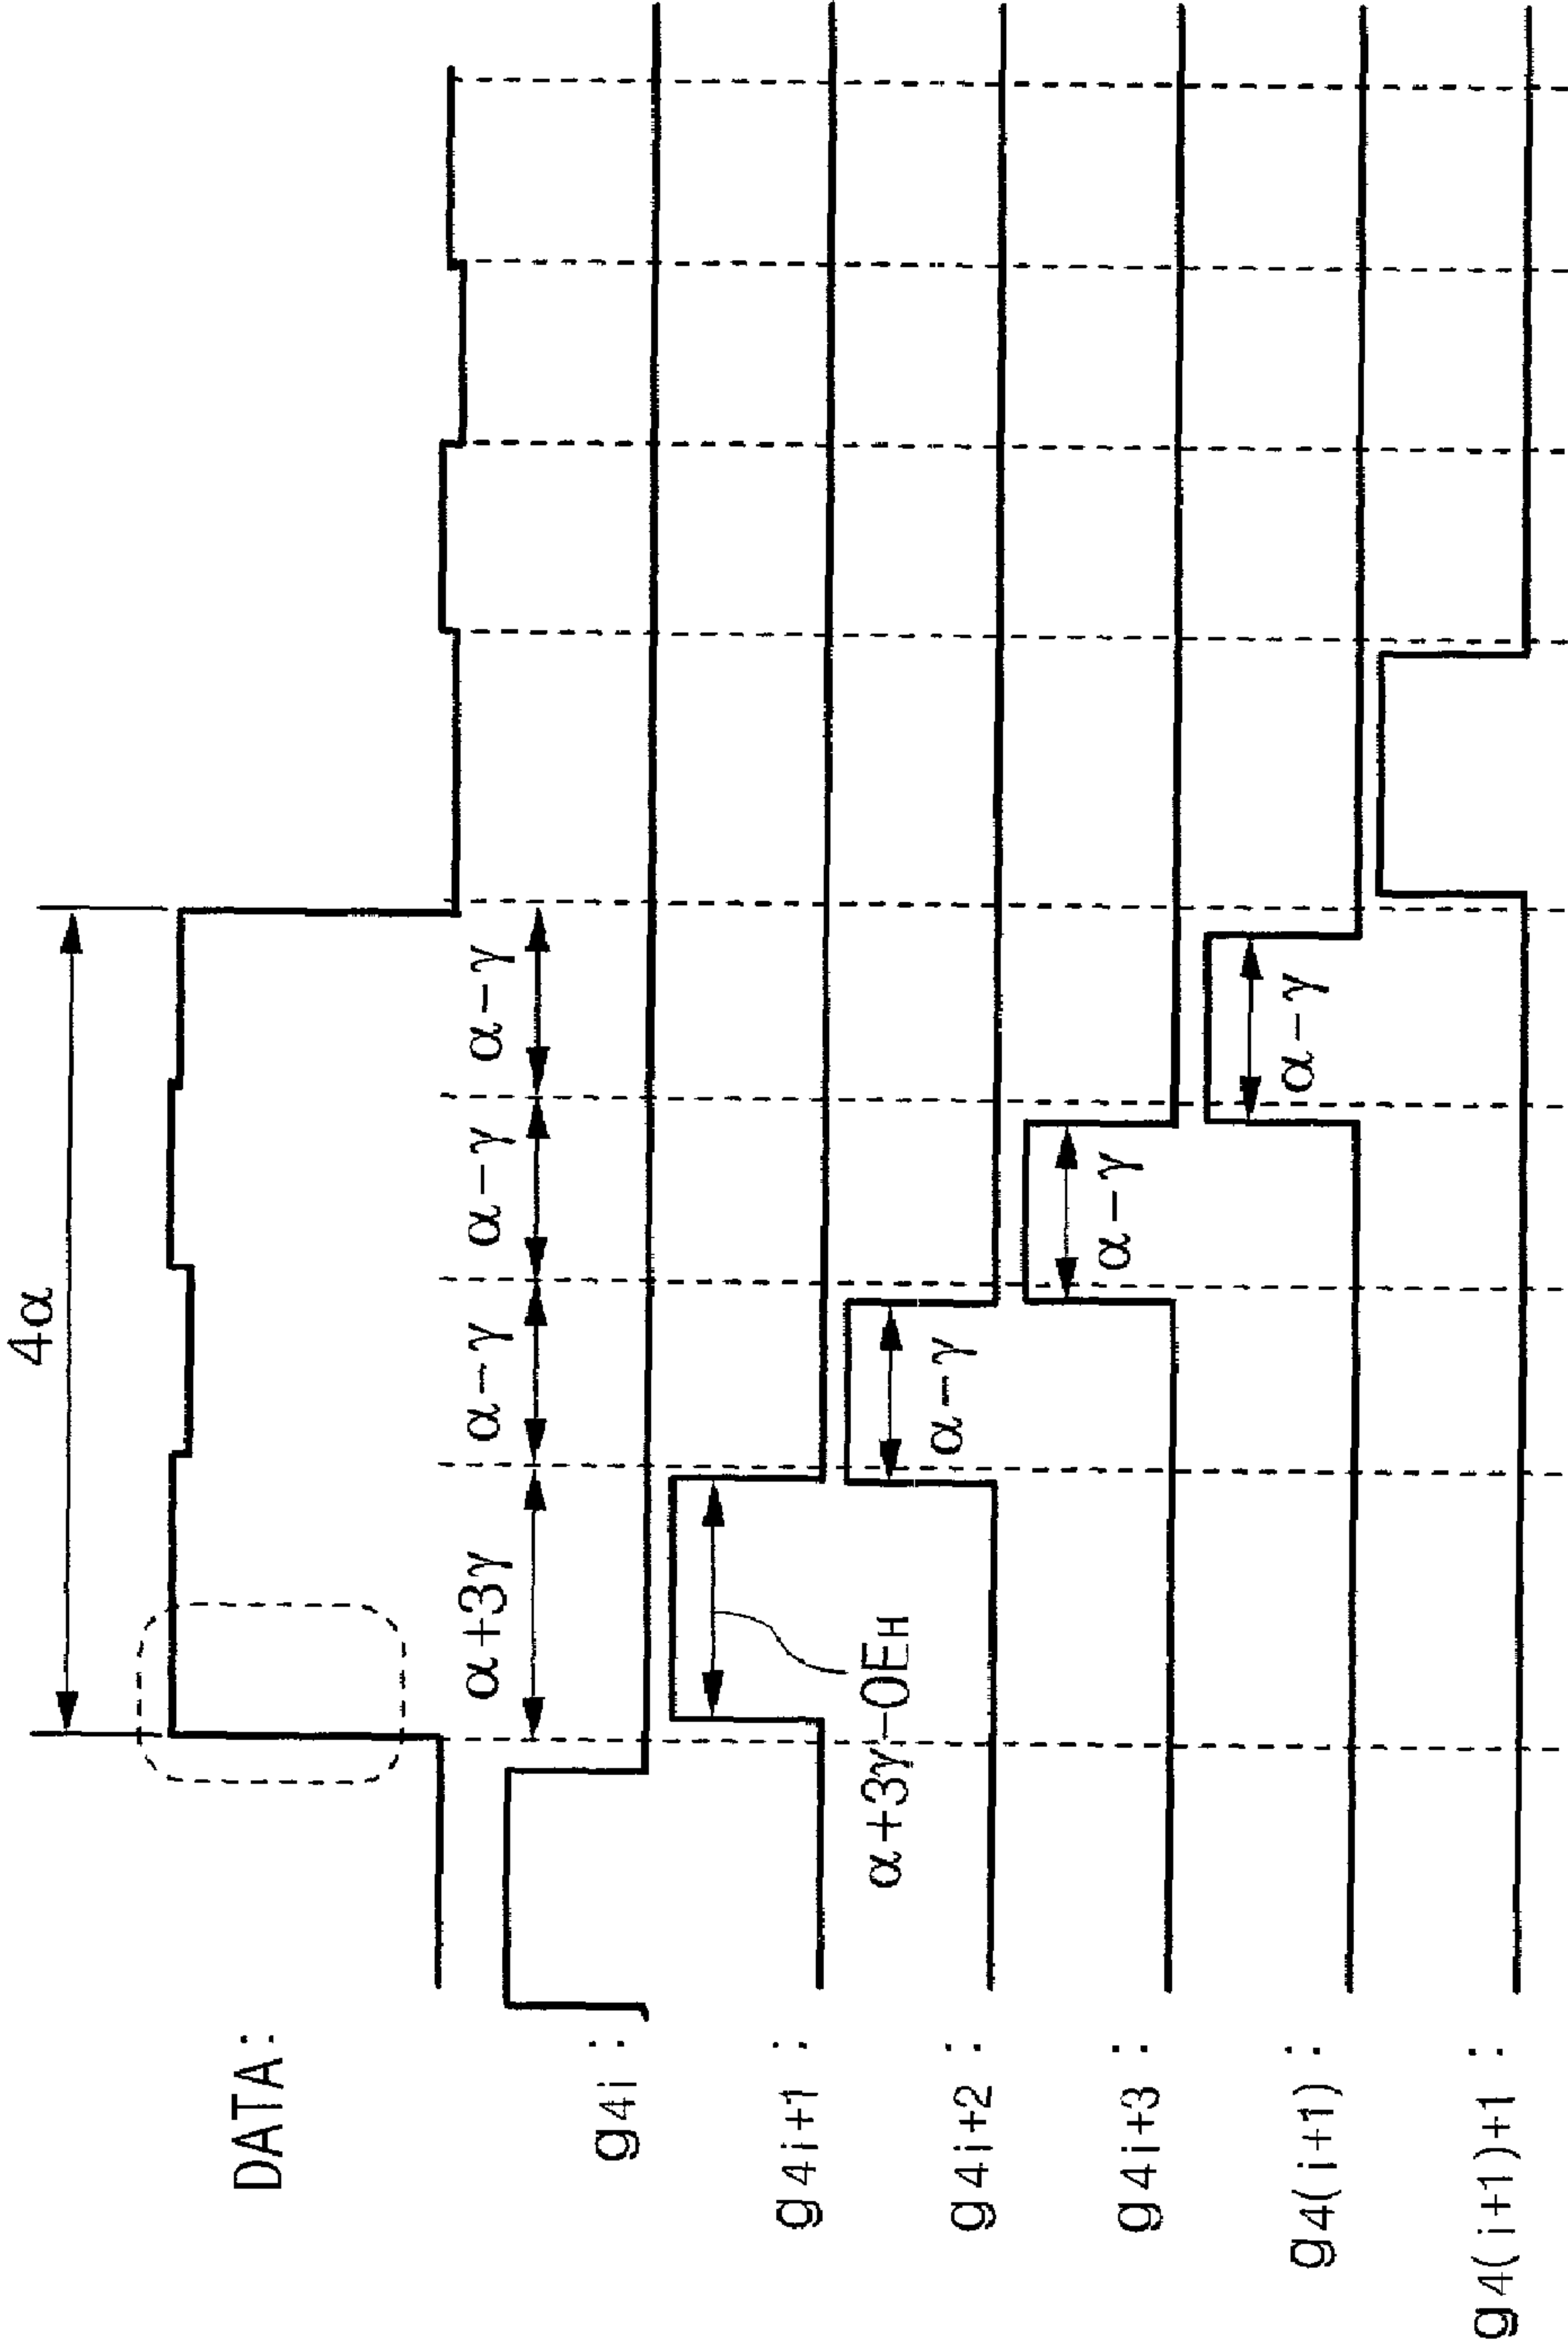 4α
DATA:
α+3γ
α−γ
α−γ
α−γ
g4i :
g4i+1 :
α+3γ−OEH
g4i+2 :
α−γ
g4i+3 :
α−γ
g4(i+1) :
α−γ
g4(i+1)+1 :